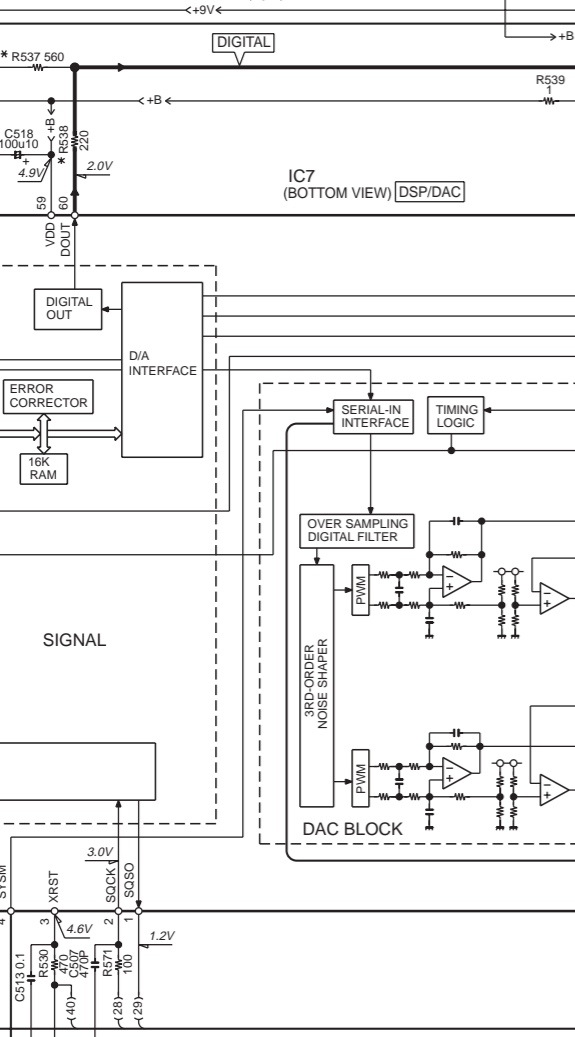 +9V
DIGITAL
+B
* R537 560
R539
1
+B
C518
100u10
+
+B
* R538
220
4.9V
2.0V
IC7
(BOTTOM VIEW) DSP/DAC
59
60
VDD
DOUT
DIGITAL
OUT
D/A
INTERFACE
ERROR
CORRECTOR
16K
RAM
SERIAL-IN
INTERFACE
TIMING
LOGIC
OVER SAMPLING
DIGITAL FILTER
PWM
−
+
−
+
SIGNAL
3RD-ORDER
NOISE SHAPER
PWM
−
+
−
+
DAC BLOCK
3.0V
SYSM
XRST
SQCK
SQSO
4
3
2
1
4.6V
1.2V
C513 0.1
R530
470
C507
470P
R571
100
(40)
(28)
(29)